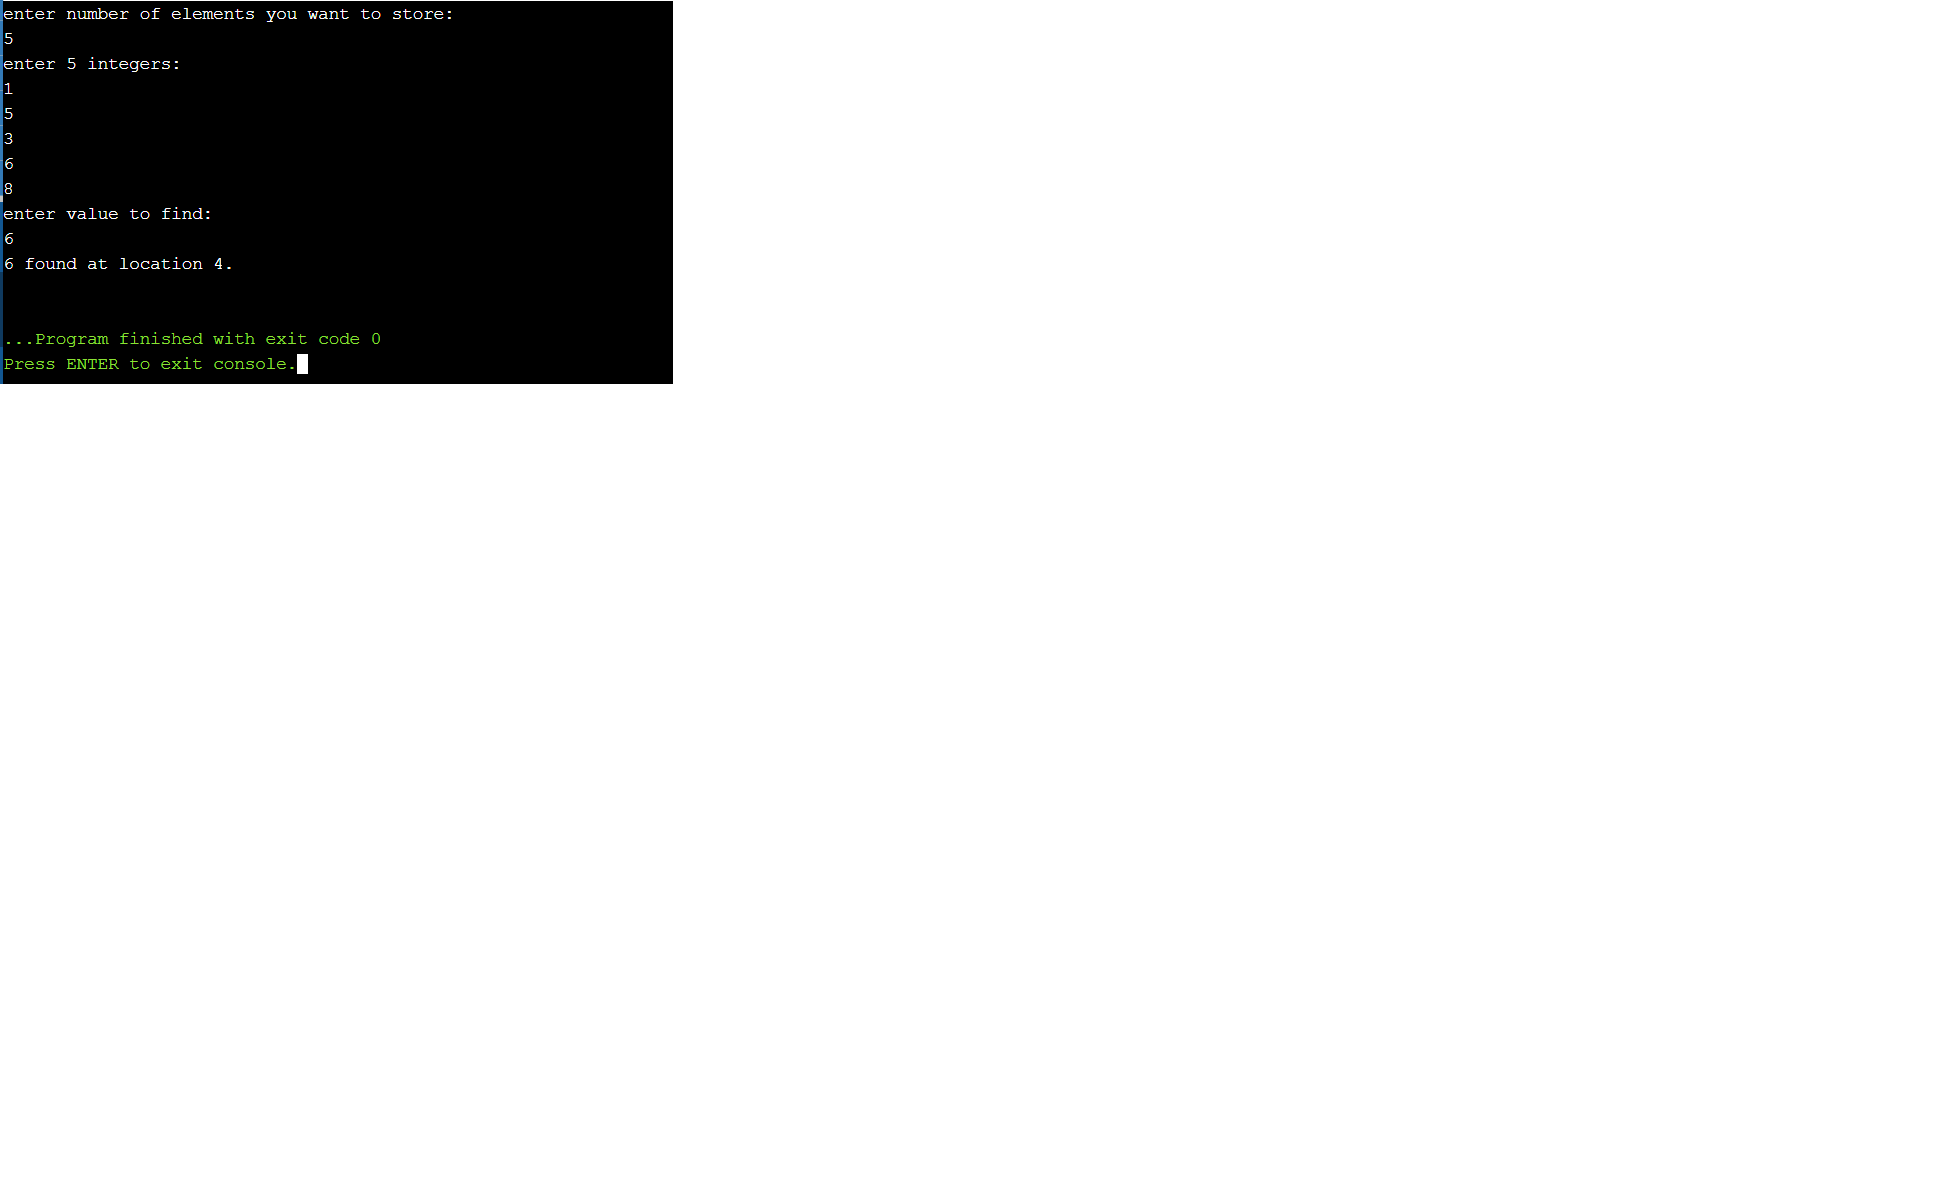 enter number of elements you want to store:
5
enter 5 integers:
1
5
3
6
8
enter value to find:
6
6 found at location 4.
...Program finished with exit code 0
Press ENTER to exit console.